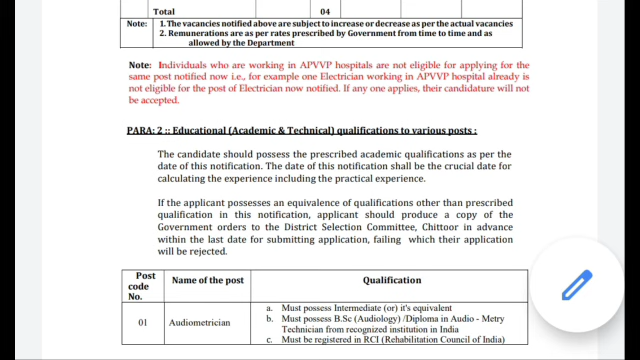 Total 04
Note: 1.The vacancies notified above are subject to increase or decrease as per the actual vacancies
2. Remunerations are as per rates prescribed by Government from time to time and as
allowed by the Department
Note: Individuals who are working in APVVP hospitals are not eligible for applying for the
same post notified now i.e., for example one Electrician working in APVVP hospital already is
not eligible for the post of Electrician now notified. If any one applies, their candidature will not
be accepted.
PARA: 2 :: Educational (Academic & Technical) qualifications to various posts :
The candidate should possess the prescribed academic qualifications as per the
date of this notification. The date of this notification shall be the crucial date for
calculating the experience including the practical experience.
If the applicant possesses an equivalence of qualifications other than prescribed
qualification in this notification, applicant should produce a copy of the
Government orders to the District Selection Committee, Chittoor in advance
within the last date for submitting application, failing which their application
will be rejected.
Post code No. Name of the post Qualification
01 Audiometrician a. Must possess Intermediate (or) it's equivalent
b. Must possess B.Sc (Audiology) /Diploma in Audio - Metry
Technician from recognized institution in India
c. Must be registered in RCI (Rehabilitation Council of India)